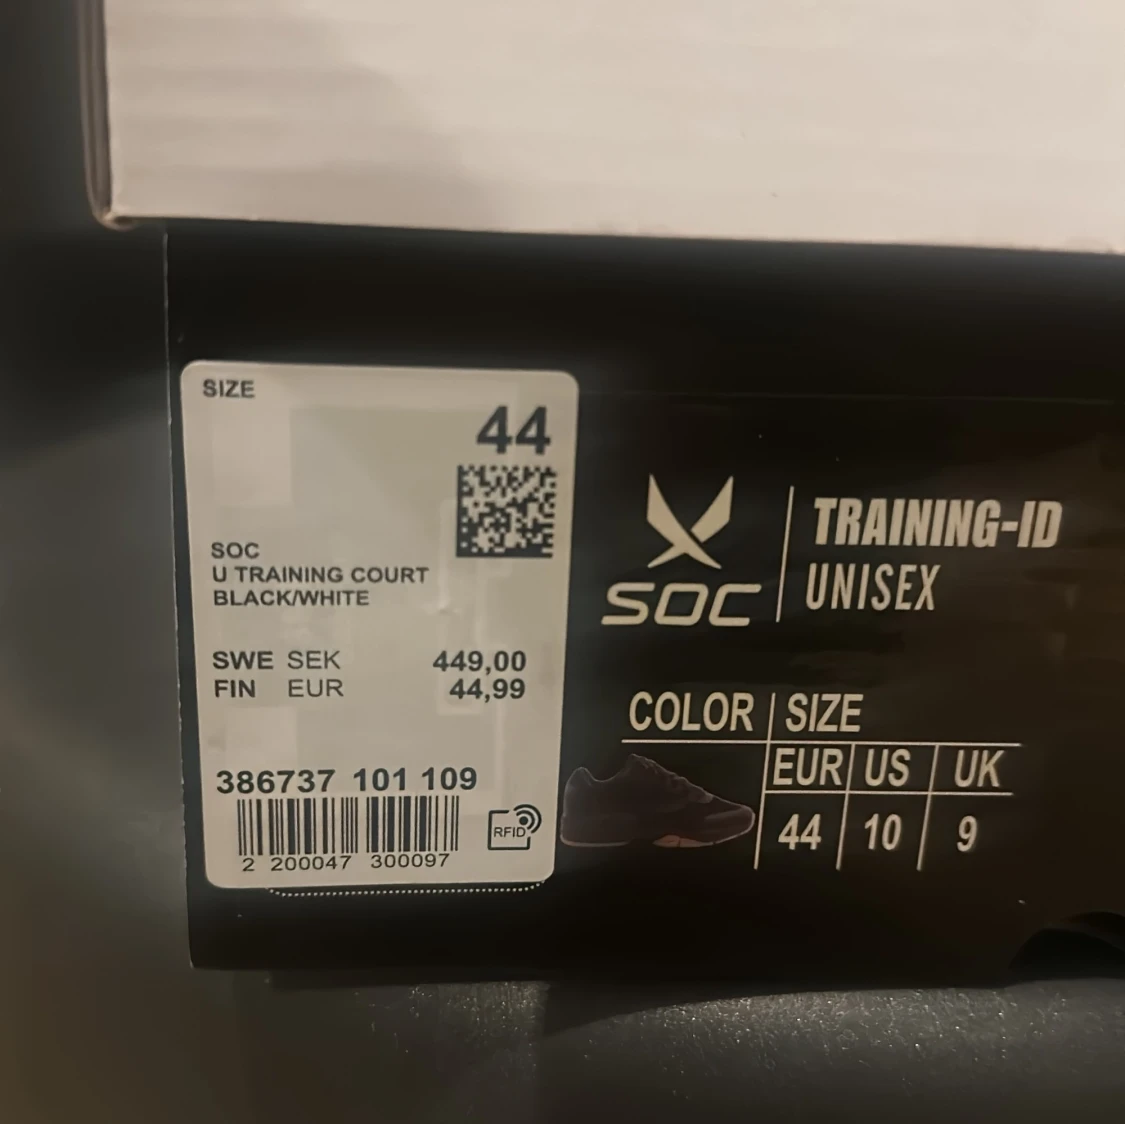 SIZE
44
SOC
U TRAINING COURT
BLACK/WHITE
SWE SEK 449,00
FIN EUR 44,99
386737 101 109
RFID
2 200047 300097
SOC
TRAINING-ID
UNISEX
COLOR SIZE
EUR US UK
44 10 9